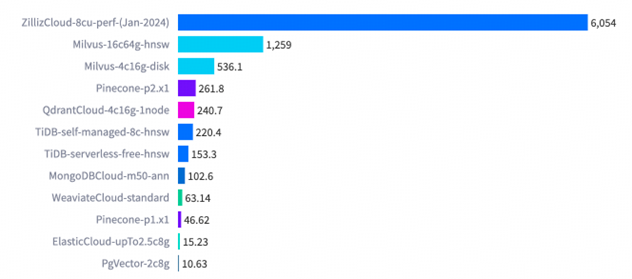 ZillizCloud-8cu-perf-(Jan-2024) 6,054
Milvus-16c64g-hnsw 1,259
Milvus-4c16g-disk 536.1
Pinecone-p2.x1 261.8
QdrantCloud-4c16g-1node 240.7
TiDB-self-managed-8c-hnsw 220.4
TiDB-serverless-free-hnsw 153.3
MongoDBCloud-m50-ann 102.6
WeaviateCloud-standard 63.14
Pinecone-p1.x1 46.62
ElasticCloud-upTo2.5c8g 15.23
PgVector-2c8g 10.63